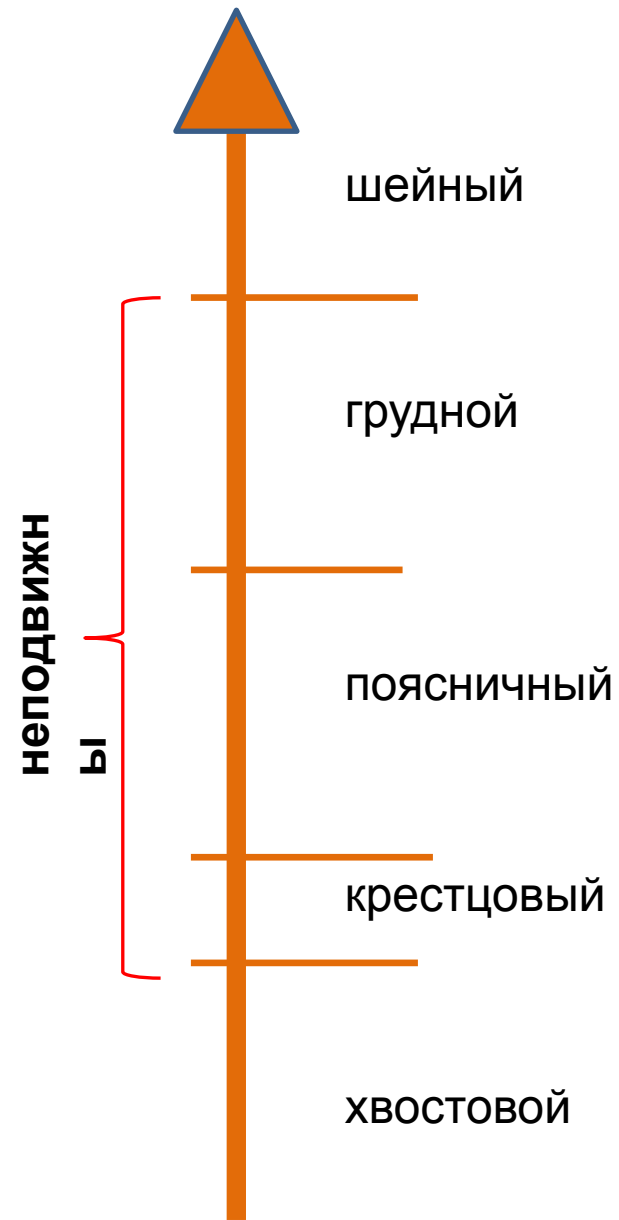 шейный
грудной
неподвижн
ы
поясничный
крестцовый
хвостовой